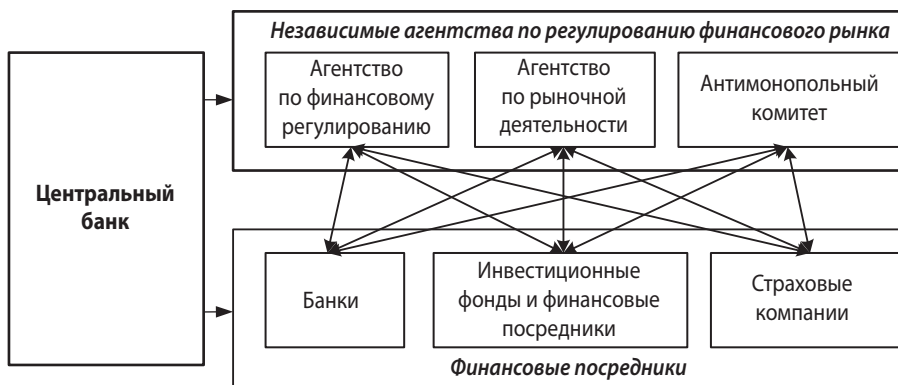 Независимые агентства по регулированию финансового рынка
Агентство
по финансовому
регулированию
Агентство
по рыночной
деятельности
Антимонопольный
комитет
Центральный
банк
Банки
Инвестиционные
фонды и финансовые
посредники
Страховые
компании
Финансовые посредники